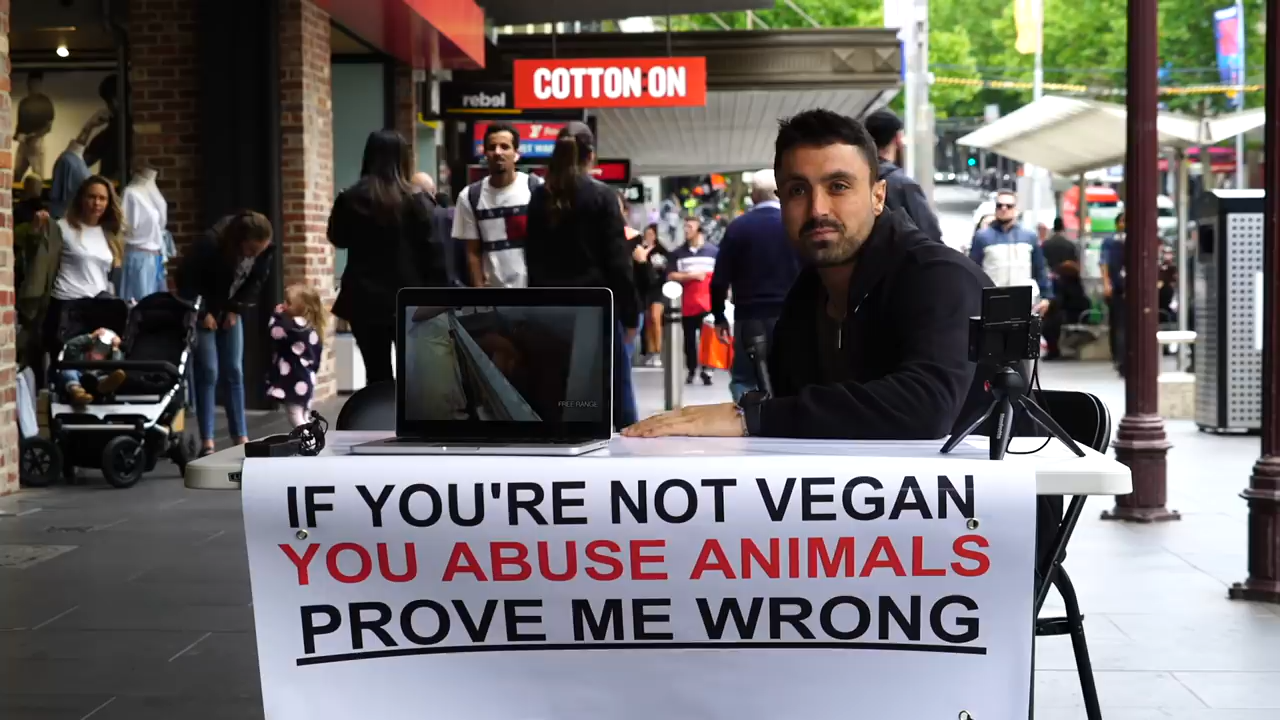 COTTON:ON
rebel
FREE RANGE
IF YOU'RE NOT VEGAN
YOU ABUSE ANIMALS
PROVE ME WRONG